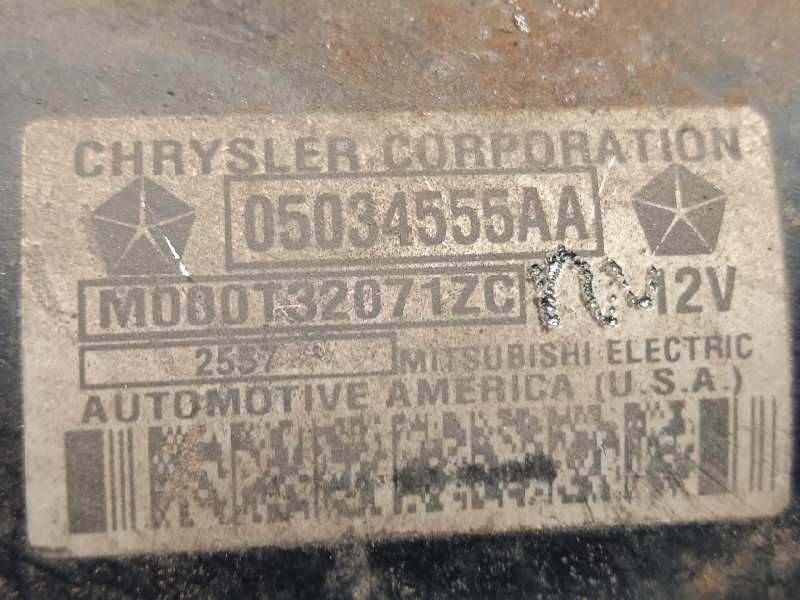 CHRYSLER CORPORATION
05034555AA
M000T32071ZC 12V
2557 MITSUBISHI ELECTRIC
AUTOMOTIVE AMERICA (U.S.A.)